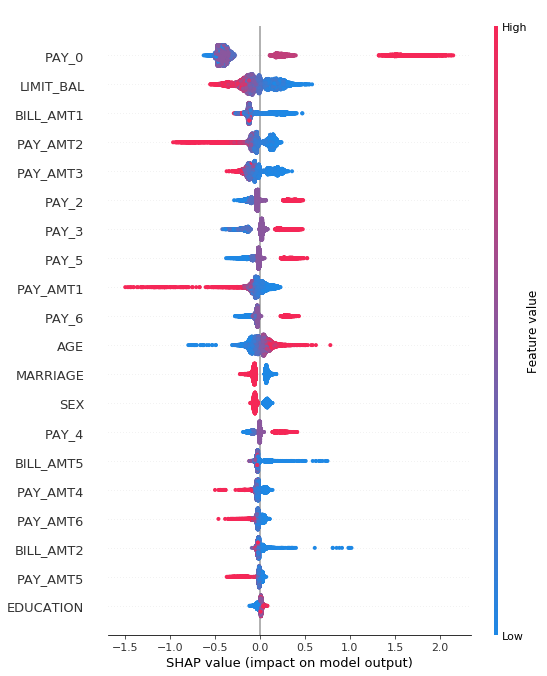 High
PAY_0
LIMIT_BAL
BILL_AMT1
PAY_AMT2
PAY_AMT3
PAY_2
PAY_3
PAY_5
PAY_AMT1
PAY_6
AGE
MARRIAGE
SEX
PAY_4
BILL_AMT5
PAY_AMT4
PAY_AMT6
BILL_AMT2
PAY_AMT5
EDUCATION
Feature value
Low
−1.5 −1.0 −0.5 0.0 0.5 1.0 1.5 2.0
SHAP value (impact on model output)